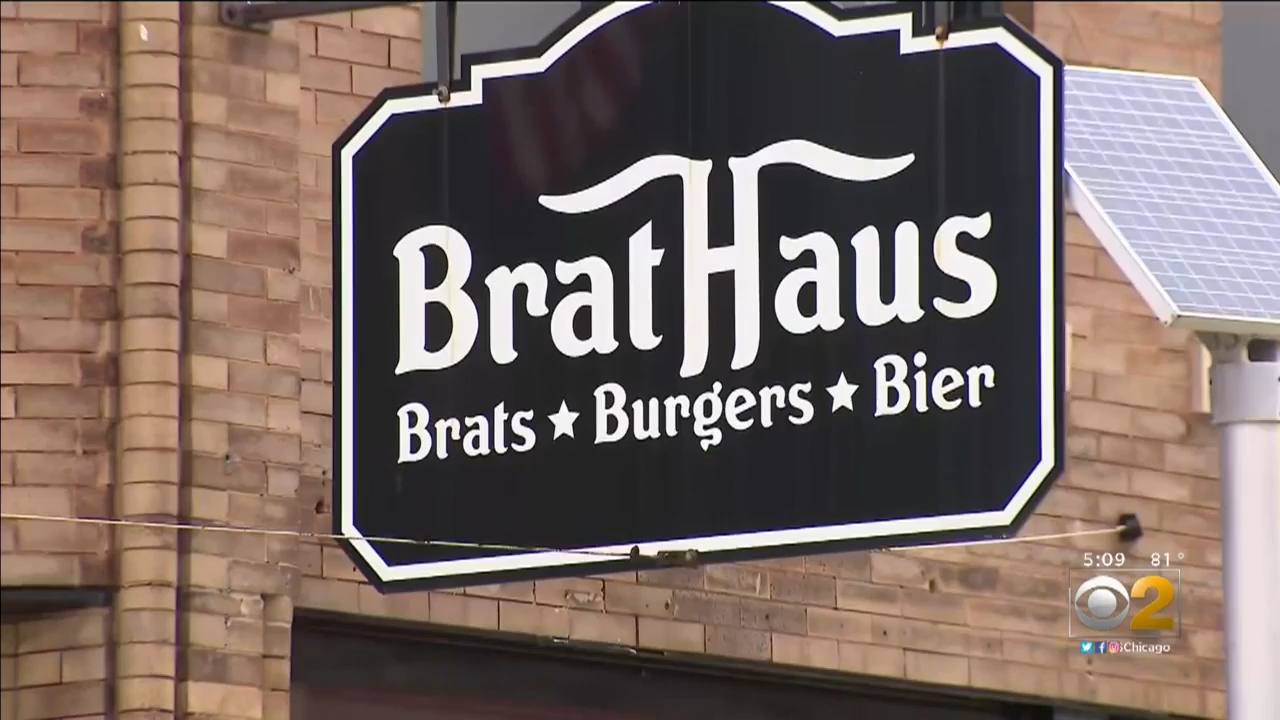 BratHaus
Brats ★ Burgers ★ Bier
5:09 81°
2
Chicago